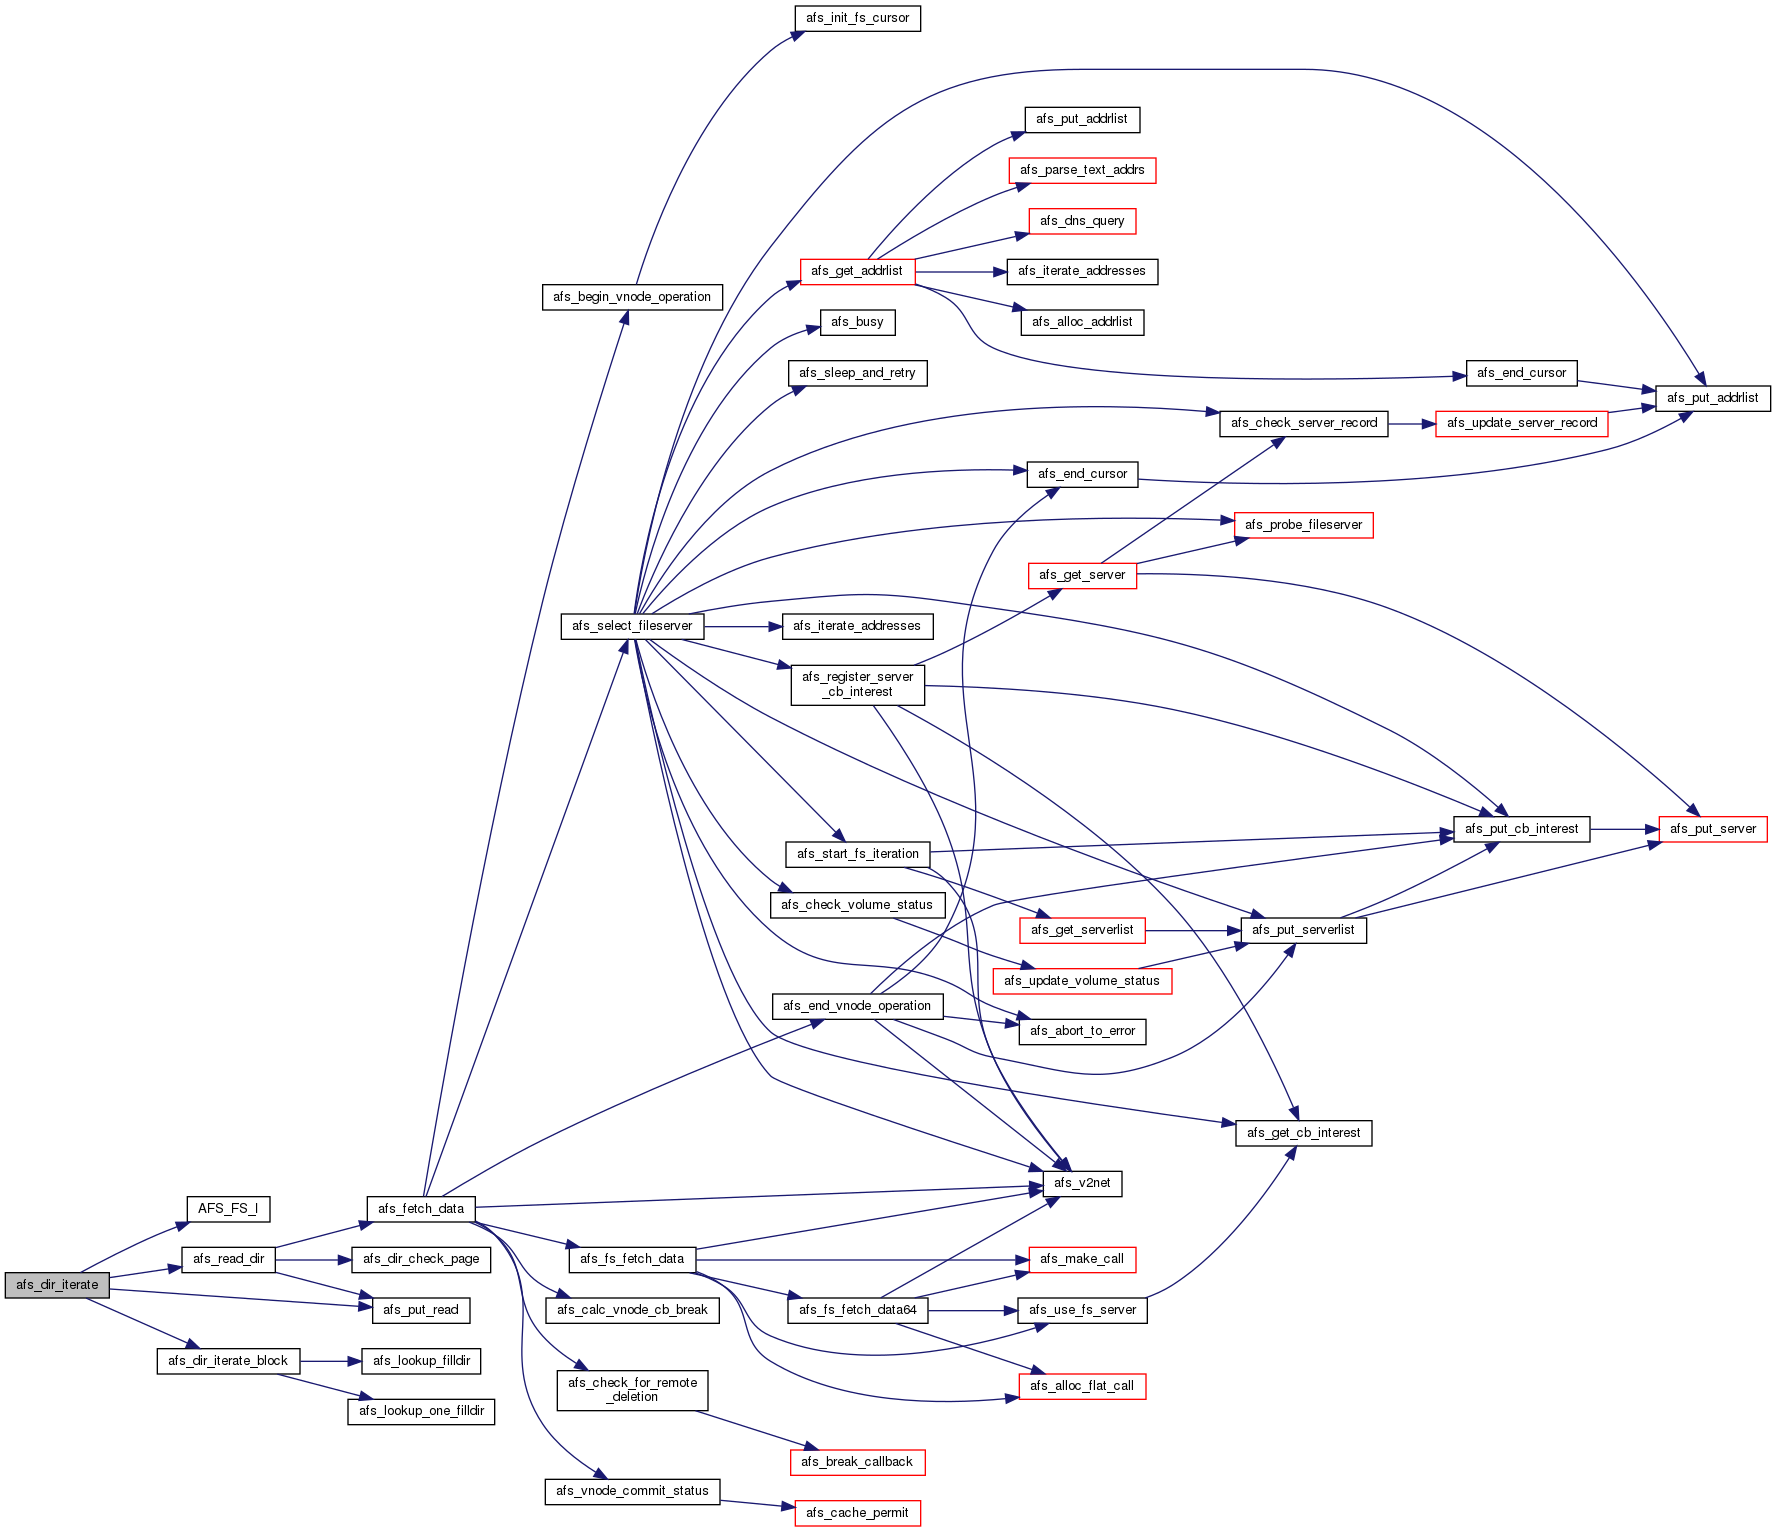 afs_init_fs_cursor
afs_put_addrlist
afs_parse_text_addrs
afs_dns_query
afs_get_addrlist
afs_iterate_addresses
afs_begin_vnode_operation
afs_busy
afs_alloc_addrlist
afs_sleep_and_retry
afs_end_cursor
afs_put_addrlist
afs_check_server_record
afs_update_server_record
afs_end_cursor
afs_probe_fileserver
afs_get_server
afs_select_fileserver
afs_iterate_addresses
afs_register_server
_cb_interest
afs_put_cb_interest
afs_put_server
afs_start_fs_iteration
afs_check_volume_status
afs_get_serverlist
afs_put_serverlist
afs_update_volume_status
afs_end_vnode_operation
afs_abort_to_error
afs_get_cb_interest
afs_v2net
AFS_FS_I
afs_fetch_data
afs_read_dir
afs_dir_check_page
afs_fs_fetch_data
afs_make_call
afs_dir_iterate
afs_put_read
afs_calc_vnode_cb_break
afs_fs_fetch_data64
afs_use_fs_server
afs_dir_iterate_block
afs_lookup_filldir
afs_check_for_remote
_deletion
afs_alloc_flat_call
afs_lookup_one_filldir
afs_break_callback
afs_vnode_commit_status
afs_cache_permit